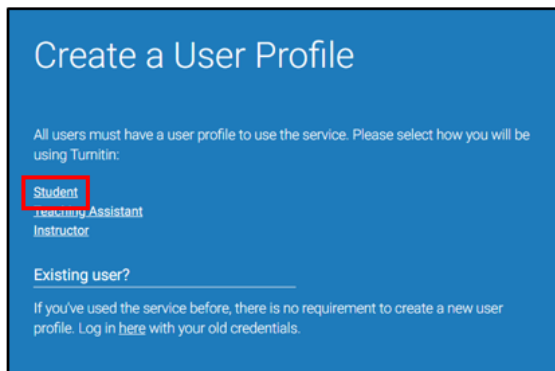 Create a User Profile
All users must have a user profile to use the service. Please select how you will be
using Turnitin:
Student
Teaching Assistant
Instructor
Existing user?
If you've used the service before, there is no requirement to create a new user
profile. Log in here with your old credentials.